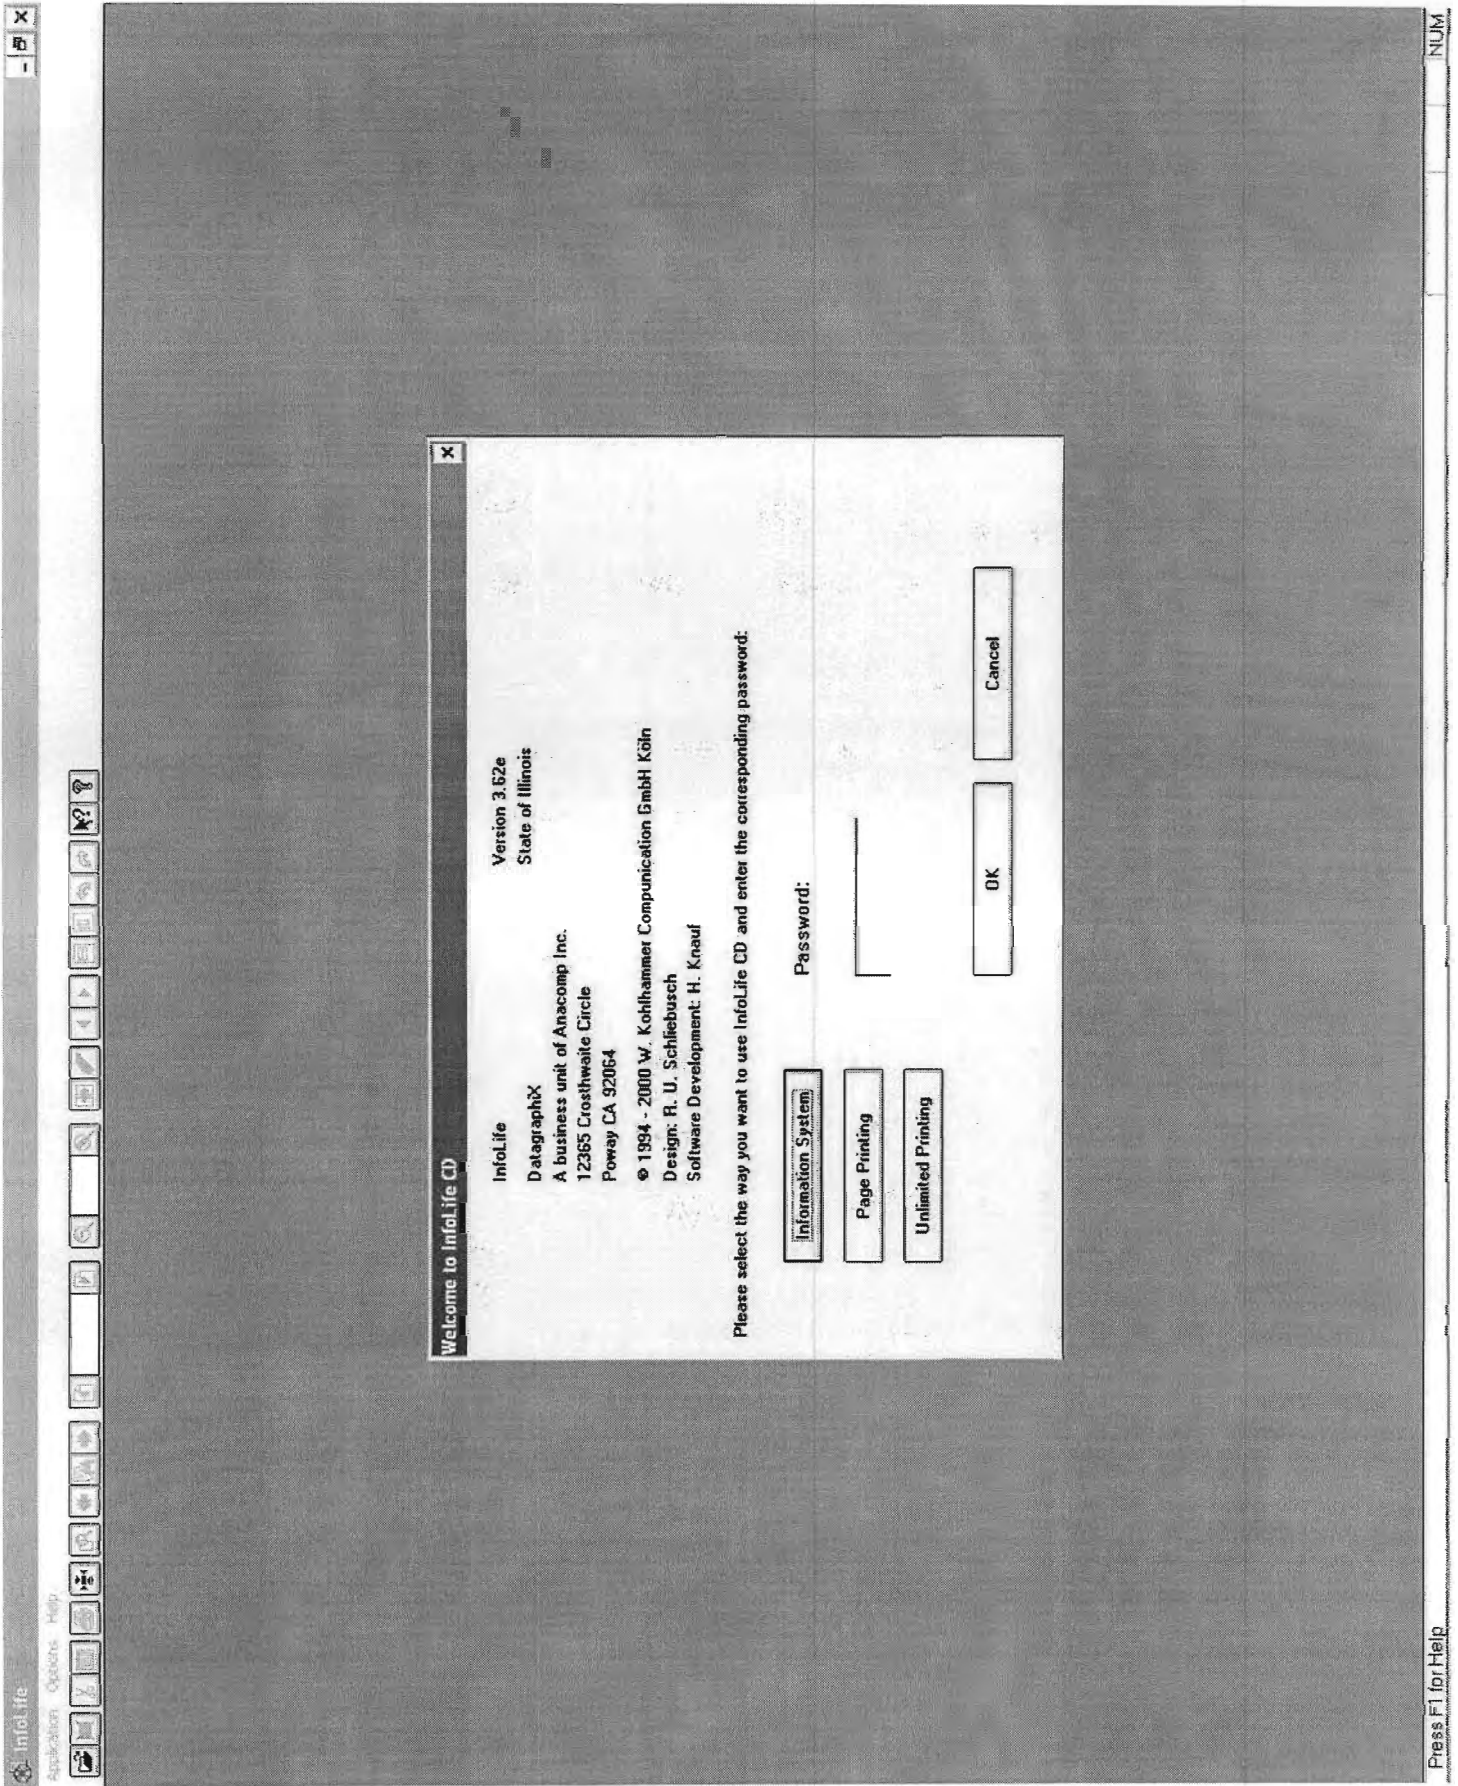 InfoLife
Application Options Help
Welcome to InfoLife CD
InfoLife Version 3.62e
State of Illinois
DatagraphiX
A business unit of Anacomp Inc.
12365 Crosthwaite Circle
Poway CA 92064
© 1994 - 2000 W. Kohlhammer Compunication GmbH Köln
Design: R. U. Schliebusch
Software Development: H. Knauf
Please select the way you want to use InfoLife CD and enter the corresponding password:
Information System
Password:
Page Printing
Unlimited Printing
OK Cancel
Press F1 for Help NUM